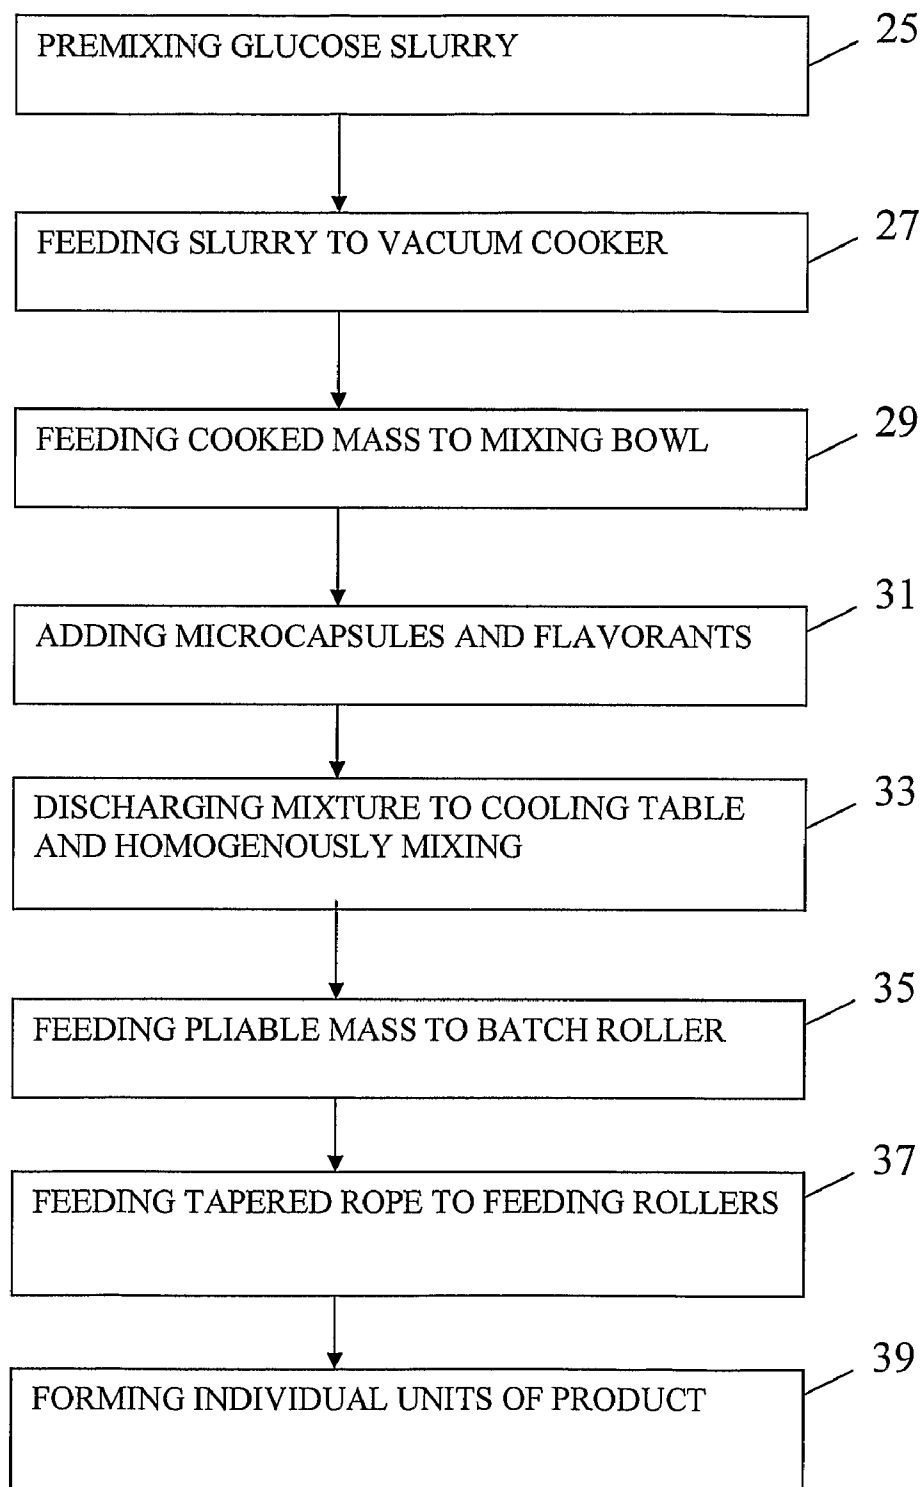 PREMIXING GLUCOSE SLURRY
25
FEEDING SLURRY TO VACUUM COOKER
27
FEEDING COOKED MASS TO MIXING BOWL
29
ADDING MICROCAPSULES AND FLAVORANTS
31
DISCHARGING MIXTURE TO COOLING TABLE
AND HOMOGENOUSLY MIXING
33
FEEDING PLIABLE MASS TO BATCH ROLLER
35
FEEDING TAPERED ROPE TO FEEDING ROLLERS
37
FORMING INDIVIDUAL UNITS OF PRODUCT
39